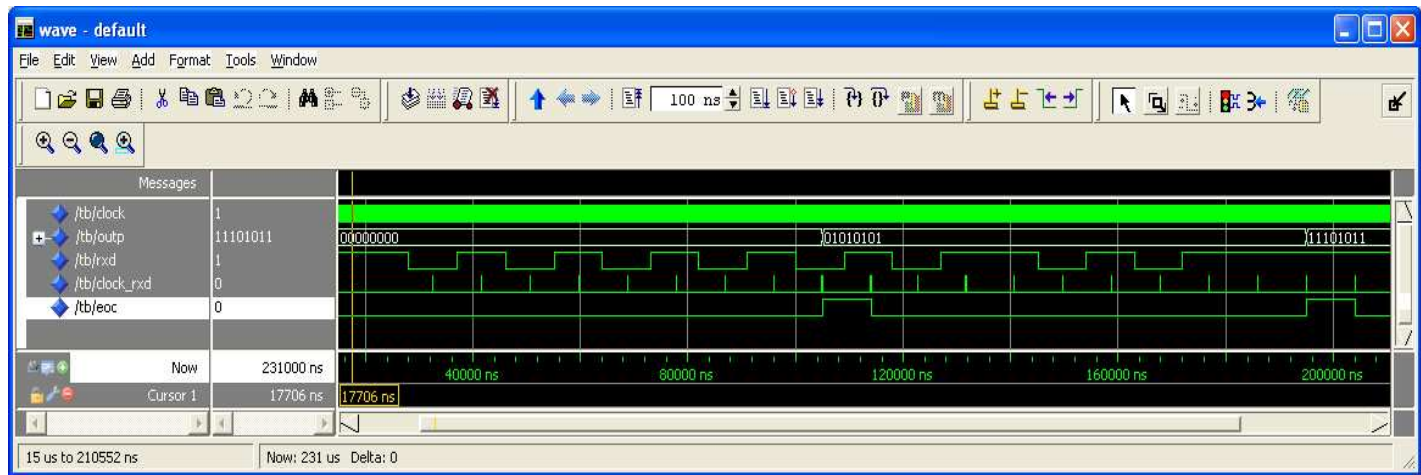 wave - default
File Edit View Add Format Tools Window
100 ns
Messages
/tb/clock 1
/tb/outp 11101011 00000000 01010101 11101011
/tb/rxd 1
/tb/clock_rxd 0
/tb/eoc 0
Now 231000 ns 40000 ns 80000 ns 120000 ns 160000 ns 200000 ns
Cursor 1 17706 ns 17706 ns
15 us to 210552 ns Now: 231 us Delta: 0